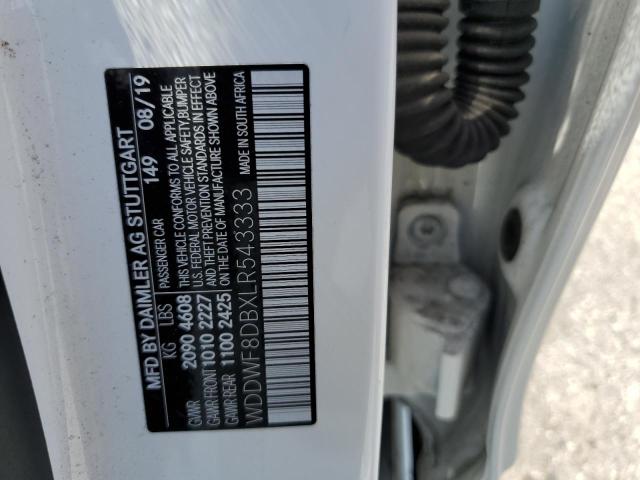 MFD BY DAIMLER AG STUTTGART
KG LBS PASSENGER CAR 149 08/19
GVWR 2090 4608 THIS VEHICLE CONFORMS TO ALL APPLICABLE
GAWR FRONT 1010 2227 U.S. FEDERAL MOTOR VEHICLE SAFETY,BUMPER
GAWR REAR 1100 2425 AND THEFT PREVENTION STANDARDS IN EFFECT
ON THE DATE OF MANUFACTURE SHOWN ABOVE
WDDWF8DBXLR543333 MADE IN SOUTH AFRICA